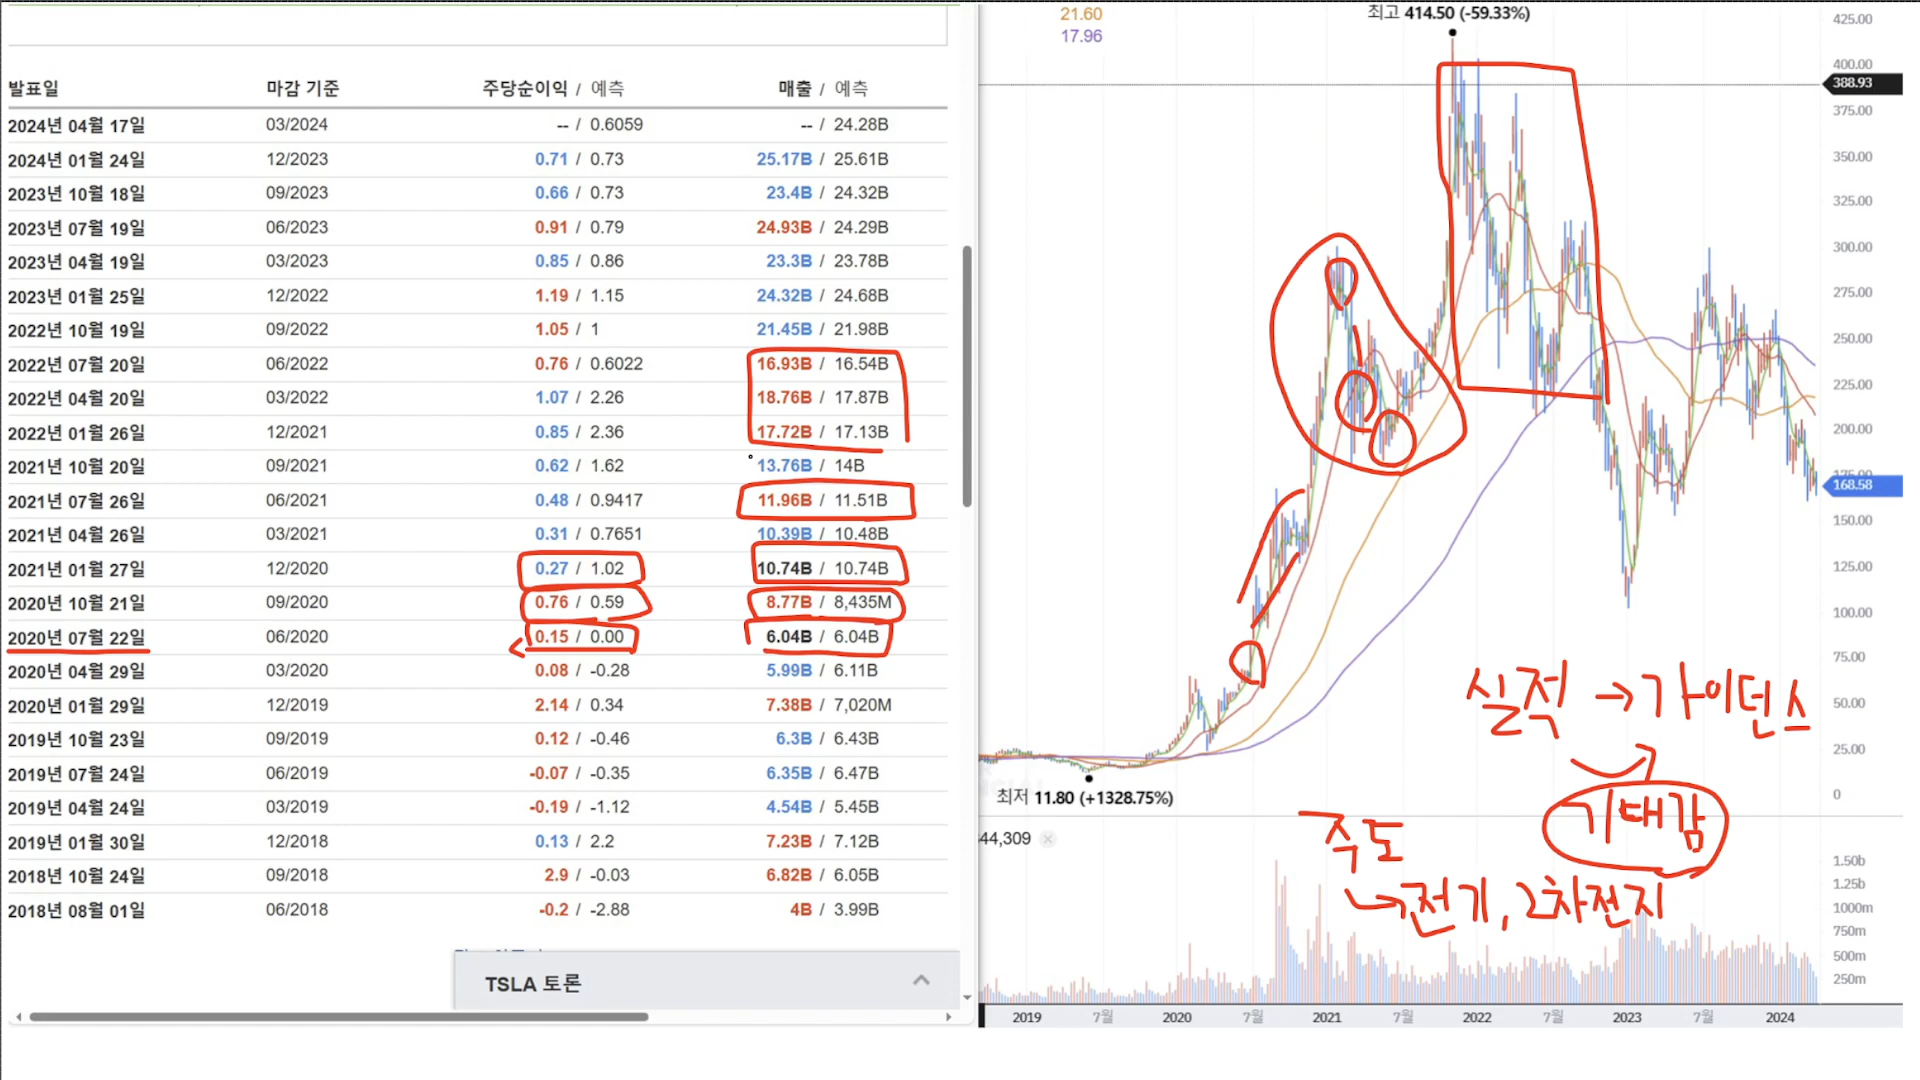 발표일 마감 기준 주당순이익 / 예측 매출 / 예측
2024년 04월 17일 03/2024 -- / 0.6059 -- / 24.28B
2024년 01월 24일 12/2023 0.71 / 0.73 25.17B / 25.61B
2023년 10월 18일 09/2023 0.66 / 0.73 23.4B / 24.32B
2023년 07월 19일 06/2023 0.91 / 0.79 24.93B / 24.29B
2023년 04월 19일 03/2023 0.85 / 0.86 23.3B / 23.78B
2023년 01월 25일 12/2022 1.19 / 1.15 24.32B / 24.68B
2022년 10월 19일 09/2022 1.05 / 1 21.45B / 21.98B
2022년 07월 20일 06/2022 0.76 / 0.6022 16.93B / 16.54B
2022년 04월 20일 03/2022 1.07 / 2.26 18.76B / 17.87B
2022년 01월 26일 12/2021 0.85 / 2.36 17.72B / 17.13B
2021년 10월 20일 09/2021 0.62 / 1.62 13.76B / 14B
2021년 07월 26일 06/2021 0.48 / 0.9417 11.96B / 11.51B
2021년 04월 26일 03/2021 0.31 / 0.7651 10.39B / 10.48B
2021년 01월 27일 12/2020 0.27 / 1.02 10.74B / 10.74B
2020년 10월 21일 09/2020 0.76 / 0.59 8.77B / 8,435M
2020년 07월 22일 06/2020 0.15 / 0.00 6.04B / 6.04B
2020년 04월 29일 03/2020 0.08 / -0.28 5.99B / 6.11B
2020년 01월 29일 12/2019 2.14 / 0.34 7.38B / 7,020M
2019년 10월 23일 09/2019 0.12 / -0.46 6.3B / 6.43B
2019년 07월 24일 06/2019 -0.07 / -0.35 6.35B / 6.47B
2019년 04월 24일 03/2019 -0.19 / -1.12 4.54B / 5.45B
2019년 01월 30일 12/2018 0.13 / 2.2 7.23B / 7.12B
2018년 10월 24일 09/2018 2.9 / -0.03 6.82B / 6.05B
2018년 08월 01일 06/2018 -0.2 / -2.88 4B / 3.99B
TSLA 토론
21.60
17.96
최고 414.50 (-59.33%)
425.00
400.00
388.93
375.00
350.00
325.00
300.00
275.00
250.00
225.00
200.00
175.00
168.58
150.00
125.00
100.00
75.00
50.00
25.00
0
최저 11.80 (+1328.75%)
실적 → 가이던스
기대감
주도
↳ 전기, 2차전지
44,309
1.50b
1.25b
1000m
750m
500m
250m
2019 7월 2020 7월 2021 7월 2022 7월 2023 7월 2024